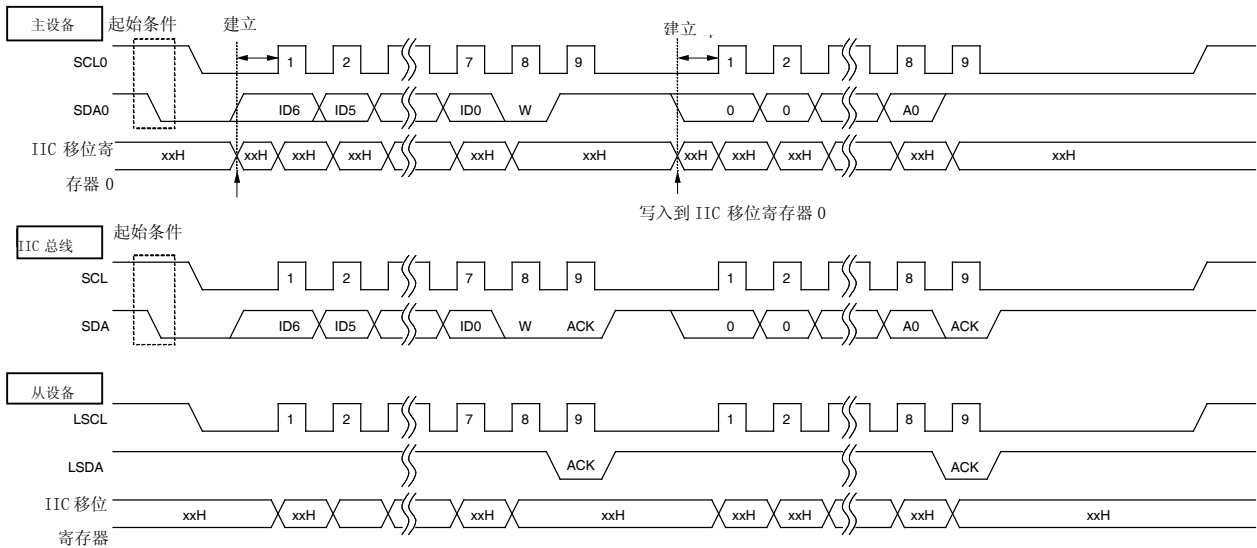 主设备 起始条件 建立 建立
SCL0 1 2 7 8 9 1 2 8 9
SDA0 ID6 ID5 ID0 W 0 0 A0
IIC 移位寄 xxH xxH xxH xxH xxH xxH xxH xxH xxH xxH xxH
存器 0
写入到 IIC 移位寄存器 0
IIC 总线 起始条件
SCL 1 2 7 8 9 1 2 8 9
SDA ID6 ID5 ID0 W ACK 0 0 A0 ACK
从设备
LSCL 1 2 7 8 9 1 2 8 9
LSDA ACK ACK
IIC 移位 xxH xxH xxH xxH xxH xxH xxH xxH
寄存器